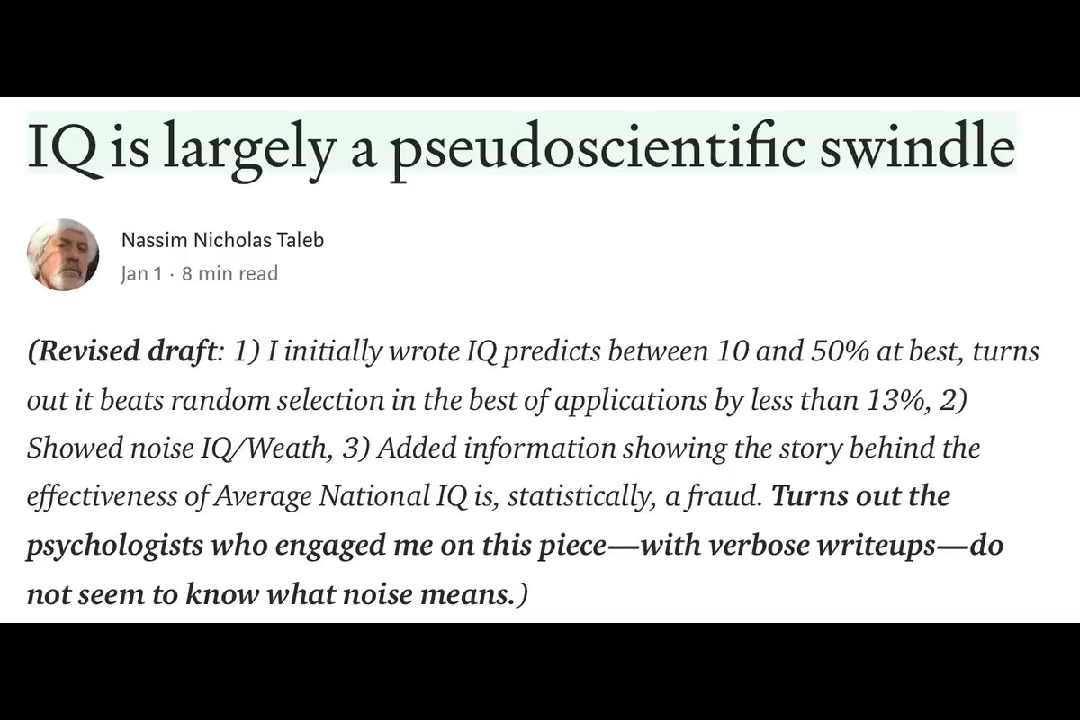 IQ is largely a pseudoscientific swindle
Nassim Nicholas Taleb
Jan 1 · 8 min read
(Revised draft: 1) I initially wrote IQ predicts between 10 and 50% at best, turns
out it beats random selection in the best of applications by less than 13%, 2)
Showed noise IQ/Weath, 3) Added information showing the story behind the
effectiveness of Average National IQ is, statistically, a fraud. Turns out the
psychologists who engaged me on this piece—with verbose writeups—do
not seem to know what noise means.)